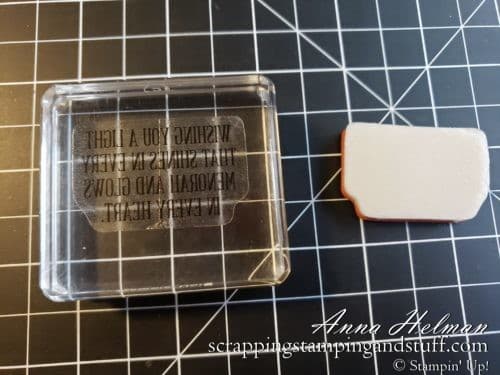 WISHING YOU A LIGHT
THAT SHINES IN EVERY
MENORAH AND GLOWS
IN EVERY HEART.
Anna Helman
scrappingstampingandstuff.com
© Stampin' Up!